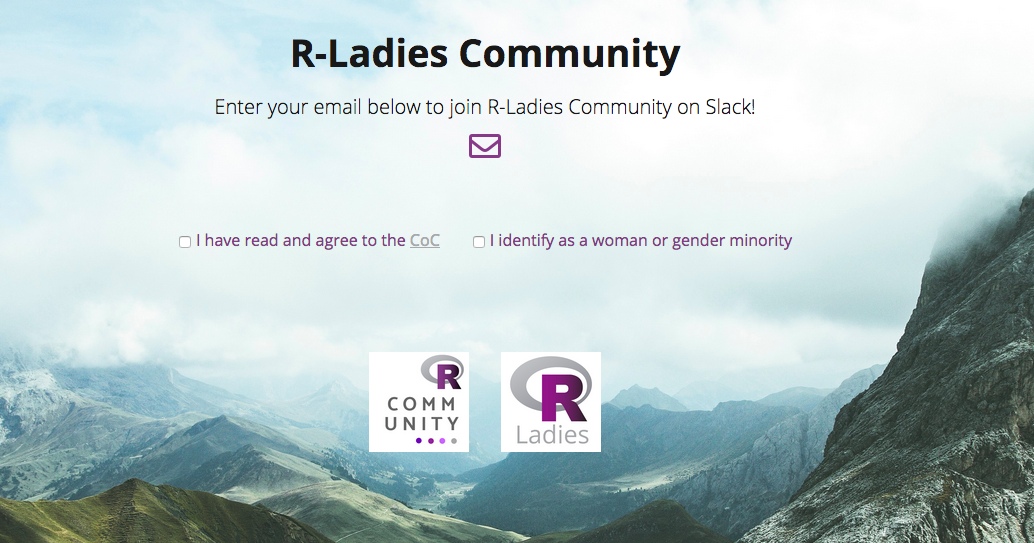 R-Ladies Community
Enter your email below to join R-Ladies Community on Slack!
I have read and agree to the CoC
I identify as a woman or gender minority
R
COMM
UNITY
R
Ladies